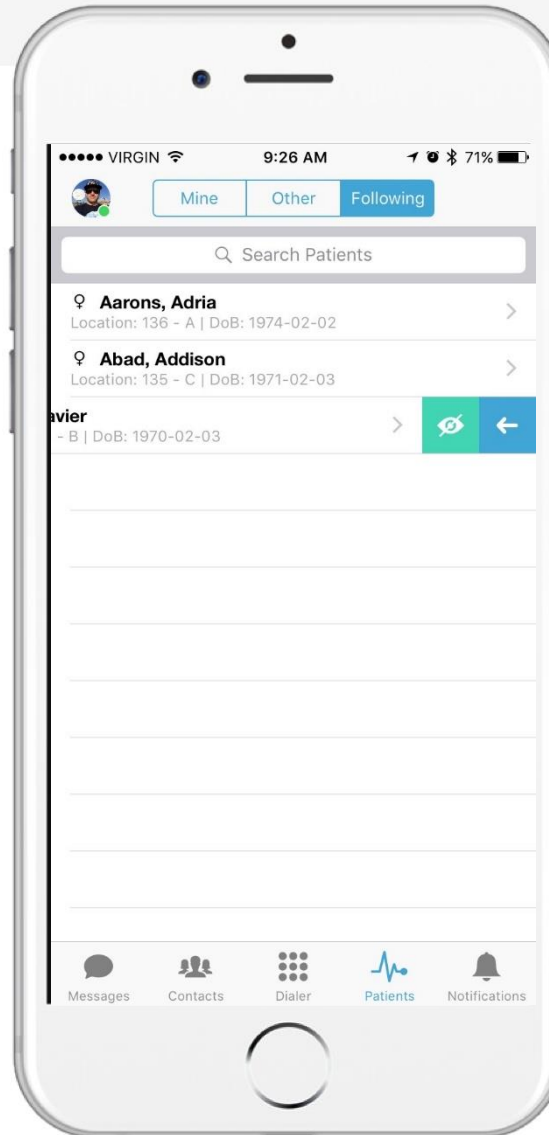 VIRGIN 9:26 AM 71%
Mine Other Following
Search Patients
Aarons, Adria
Location: 136 - A | DoB: 1974-02-02
Abad, Addison
Location: 135 - C | DoB: 1971-02-03
avier
- B | DoB: 1970-02-03
Messages Contacts Dialer Patients Notifications